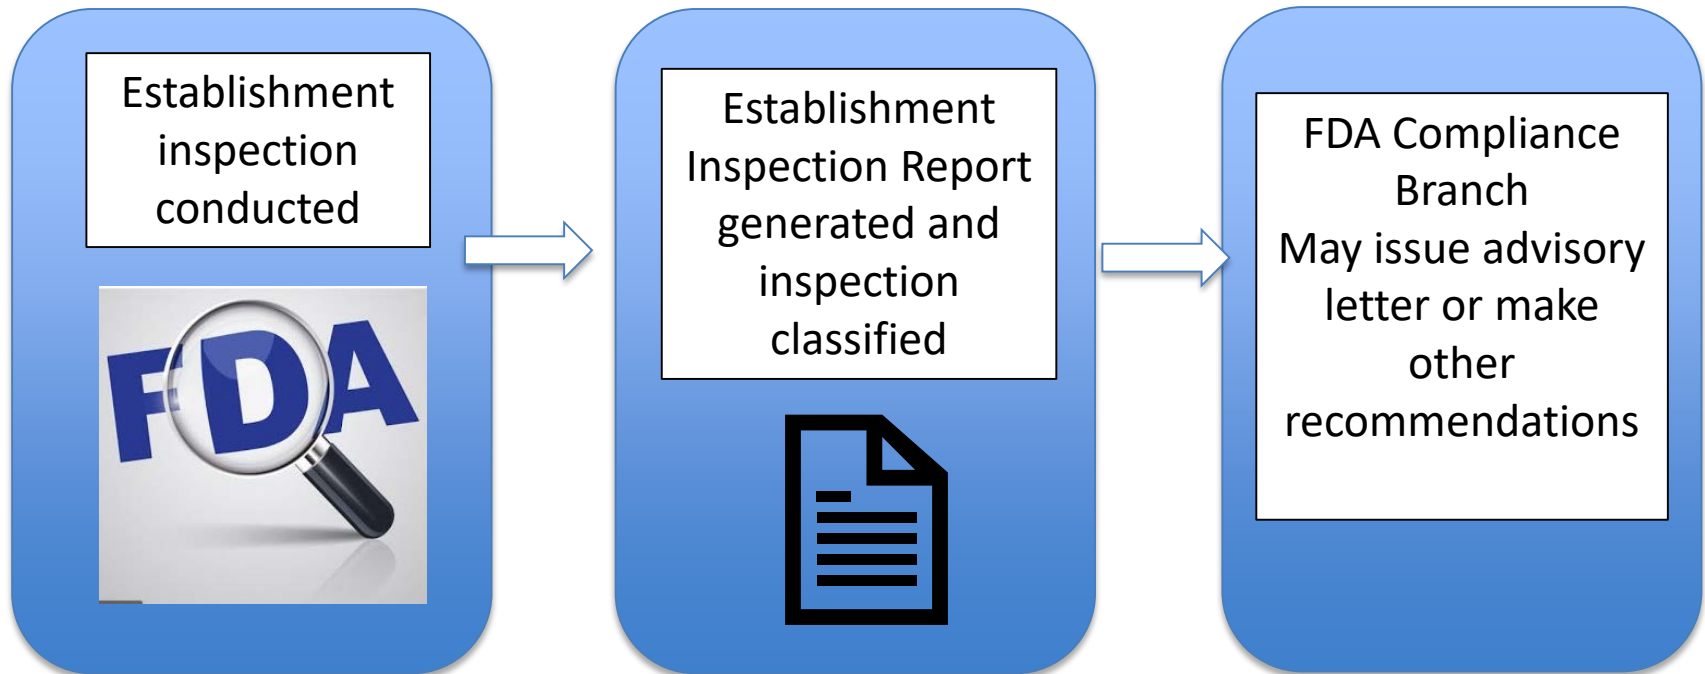 Establishment
inspection
conducted
FDA
Establishment
Inspection Report
generated and
inspection
classified
FDA Compliance
Branch
May issue advisory
letter or make
other
recommendations